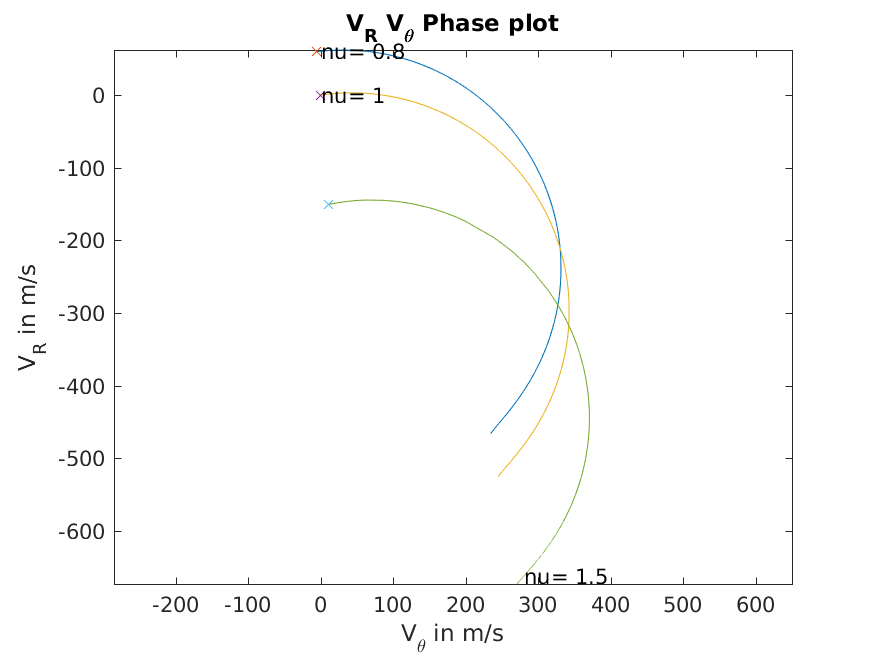 V_R V_θ Phase plot
nu= 0.8
nu= 1
nu= 1.5
0
-100
-200
-300
-400
-500
-600
V_R in m/s
-200 -100 0 100 200 300 400 500 600
V_θ in m/s